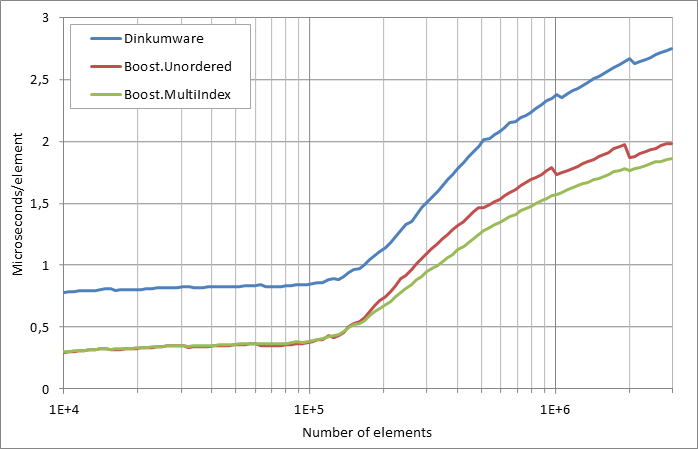 3
2,5
2
1,5
1
0,5
0
Microseconds/element
Dinkumware
Boost.Unordered
Boost.MultiIndex
1E+4
1E+5
1E+6
Number of elements